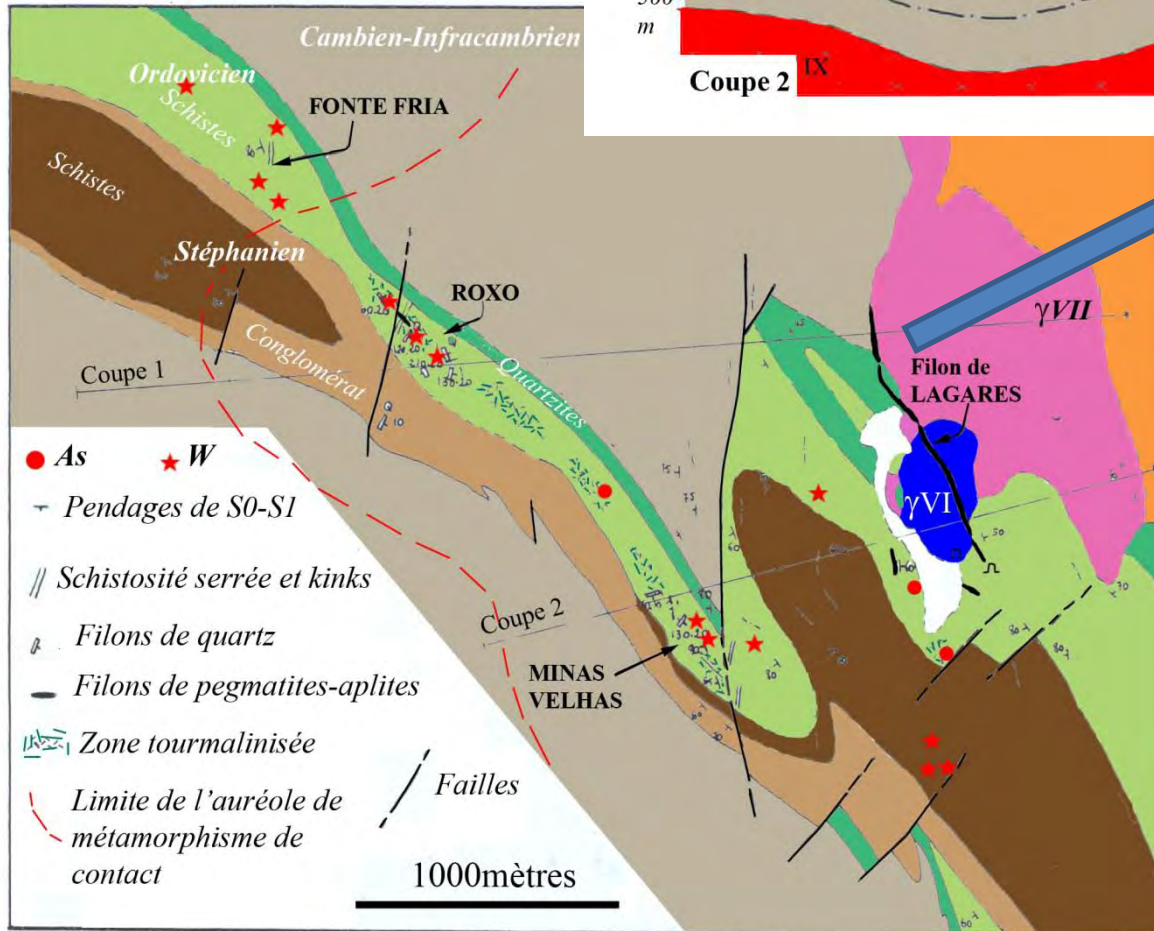 500
m
IX
Coupe 2
Cambien-Infracambrien
Ordovicien
Schistes
FONTE FRIA
Schistes
Stéphanien
ROXO
Conglomérat
Quartzites
Coupe 1
γVII
Filon de
LAGARES
γVI
Coupe 2
MINAS
VELHAS
As
W
Pendages de S0-S1
Schistosité serrée et kinks
Filons de quartz
Filons de pegmatites-aplites
Zone tourmalinisée
Limite de l'auréole de
métamorphisme de
contact
Failles
1000mètres